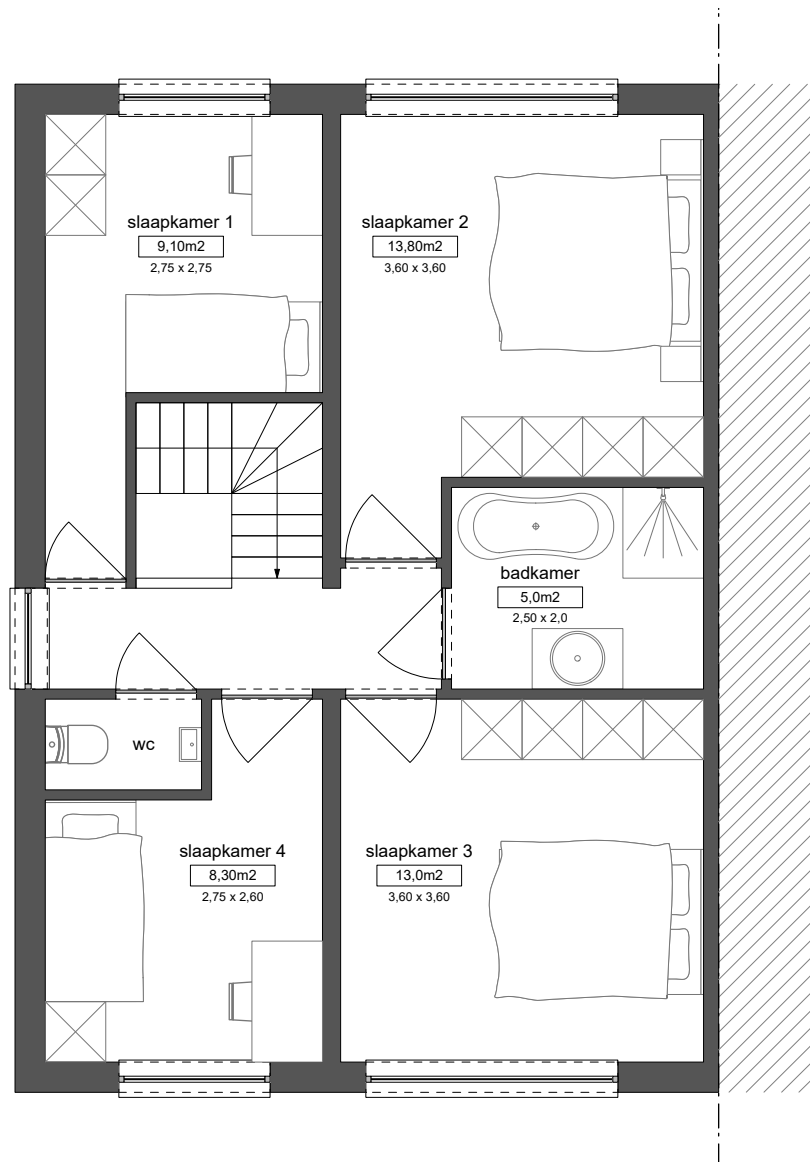 slaapkamer 1
9,10m2
2,75 x 2,75
slaapkamer 2
13,80m2
3,60 x 3,60
badkamer
5,0m2
2,50 x 2,0
wc
slaapkamer 4
8,30m2
2,75 x 2,60
slaapkamer 3
13,0m2
3,60 x 3,60